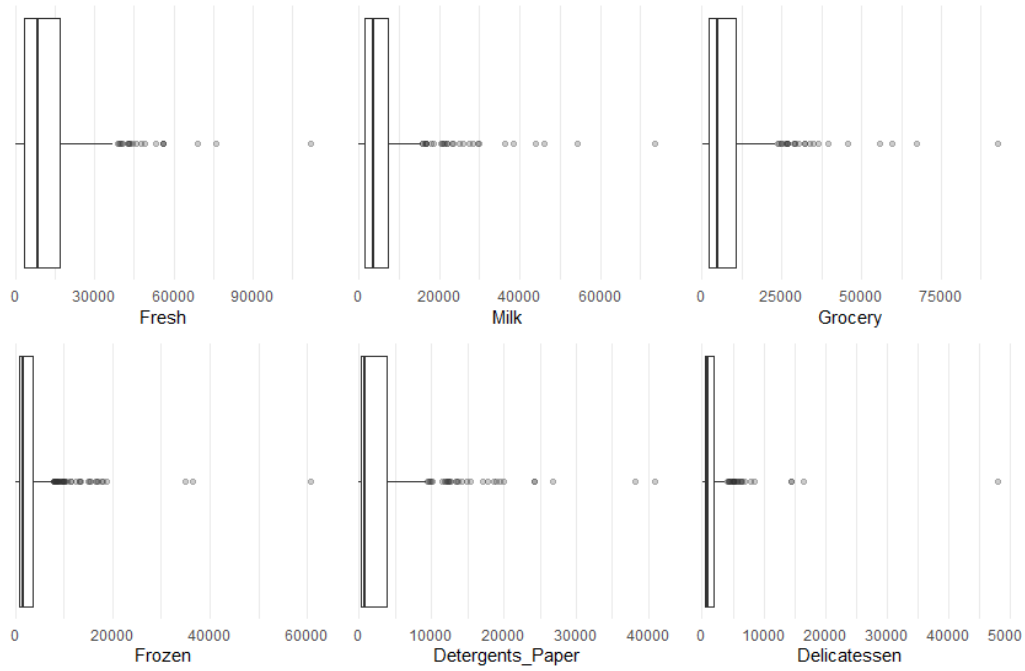 0 30000 60000 90000
Fresh
0 20000 40000 60000
Milk
0 25000 50000 75000
Grocery
0 20000 40000 60000
Frozen
0 10000 20000 30000 40000
Detergents_Paper
0 10000 20000 30000 40000 5000
Delicatessen